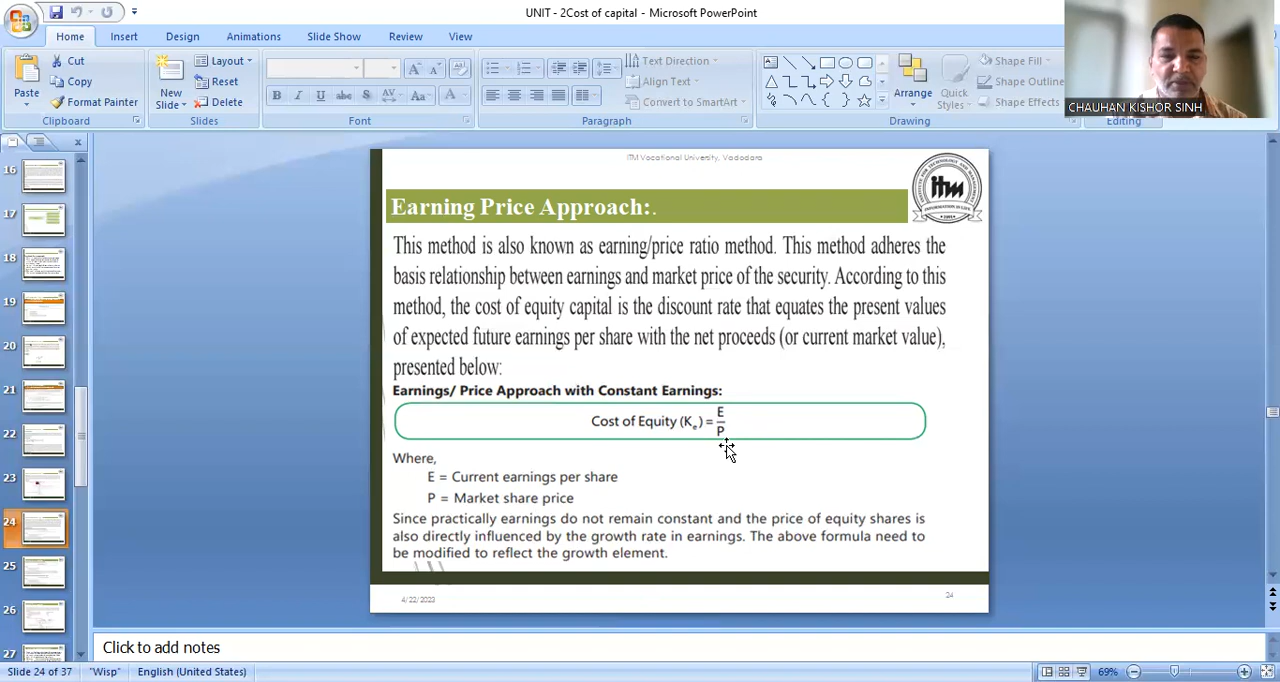 UNIT - 2Cost of capital - Microsoft PowerPoint
Home Insert Design Animations Slide Show Review View
Paste
Cut
Copy
Format Painter
Clipboard
New
Slide
Layout
Reset
Delete
Slides
B I U abc S AV Aa A
Font
Text Direction
Align Text
Convert to SmartArt
Paragraph
Arrange
Quick
Styles
Shape Fill
Shape Outline
Shape Effects
Drawing
Editing
CHAUHAN KISHOR SINH
16
17
18
19
20
21
22
23
24
25
26
27
ITM Vocational University, Vadodara
itm
INFORMATION IS LIFE
Earning Price Approach:.
This method is also known as earning/price ratio method. This method adheres the
basis relationship between earnings and market price of the security. According to this
method, the cost of equity capital is the discount rate that equates the present values
of expected future earnings per share with the net proceeds (or current market value),
presented below:
Earnings/ Price Approach with Constant Earnings:
Cost of Equity (Ke) = E
P
Where,
E = Current earnings per share
P = Market share price
Since practically earnings do not remain constant and the price of equity shares is
also directly influenced by the growth rate in earnings. The above formula need to
be modified to reflect the growth element.
4/22/2023
24
Click to add notes
Slide 24 of 37 "Wisp" English (United States) 69%